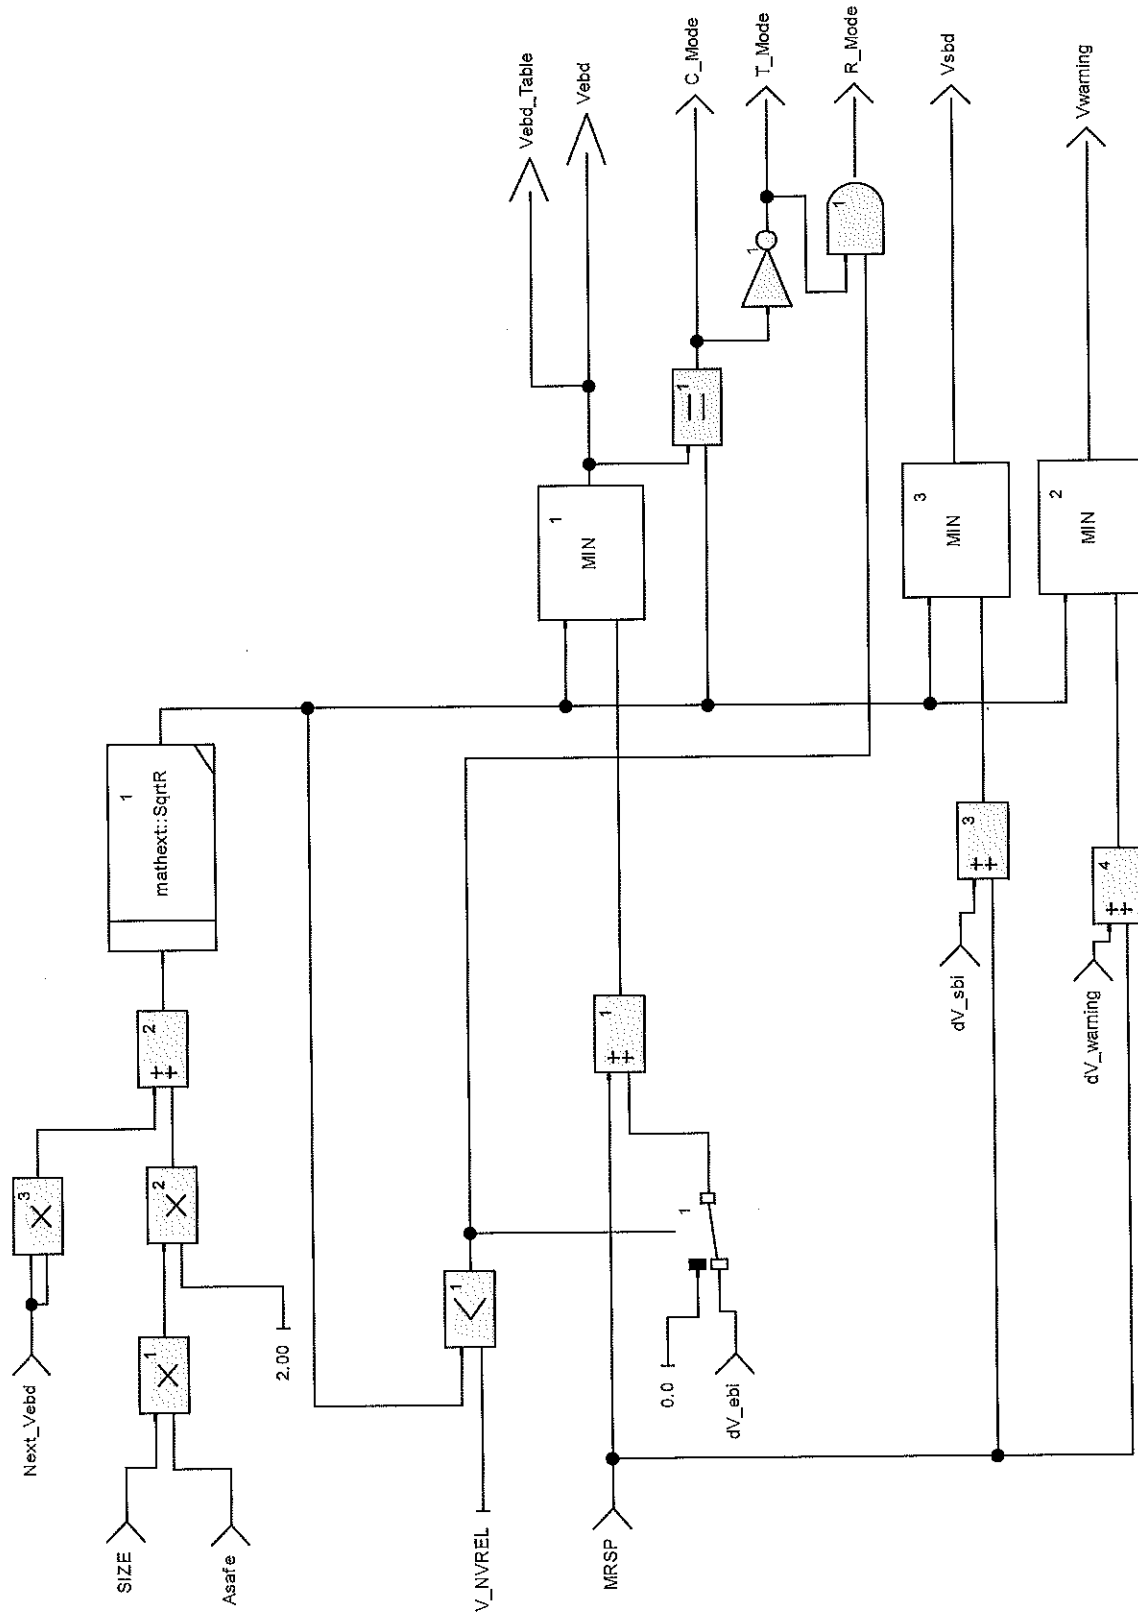 Next_Vebd
3
×
SIZE
1
×
2
×
2
++
1
mathext::SqrtR
Asafe
2.00
V_NVREL
1
<
Vebd_Table
Vebd
MRSP
1
++
1
MIN
0.0
1
dV_ebi
1
=
C_Mode
1
T_Mode
1
R_Mode
dV_sbi
3
++
3
MIN
Vsbd
dV_warning
4
++
2
MIN
Vwarning